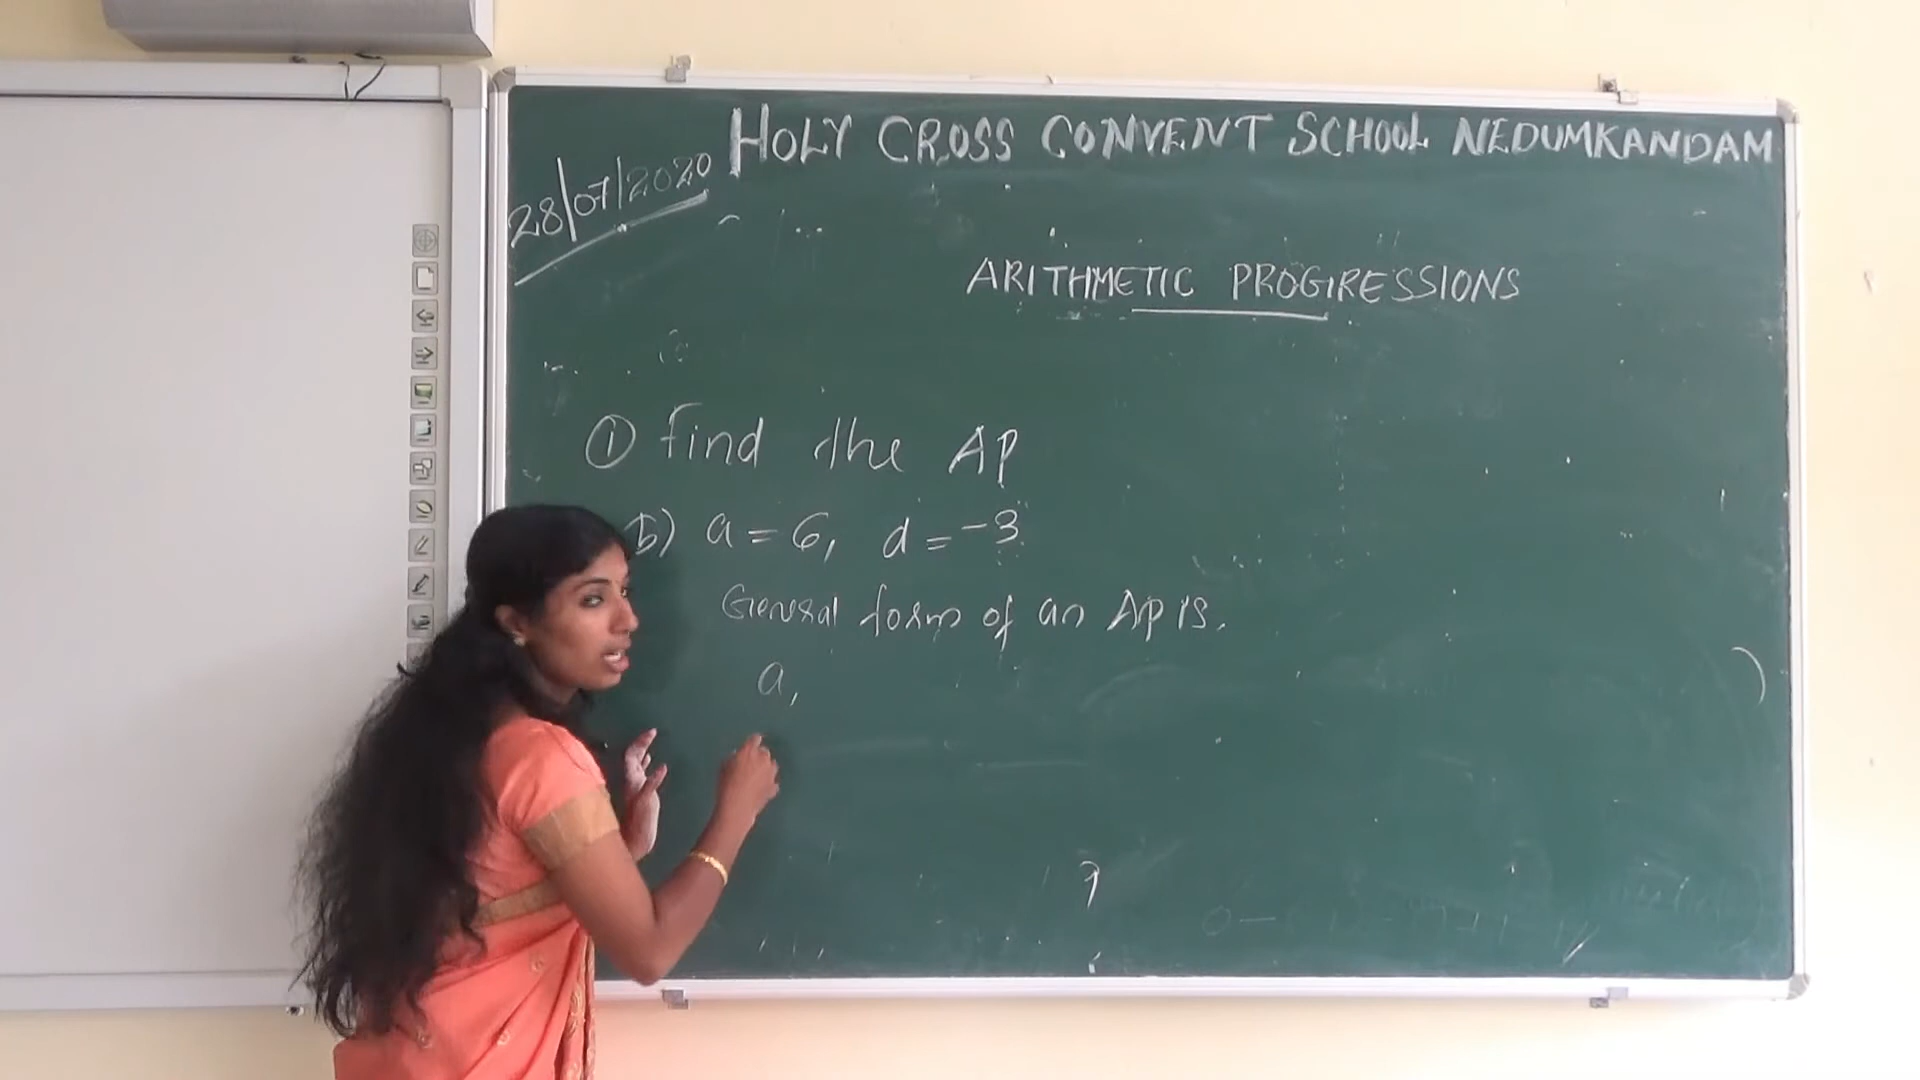 HOLY CROSS CONVENT SCHOOL NEDUMKANDAM
28/07/2020
ARITHMETIC PROGRESSIONS
① find the AP
b) a = 6, d = -3
General form of an AP is.
a,